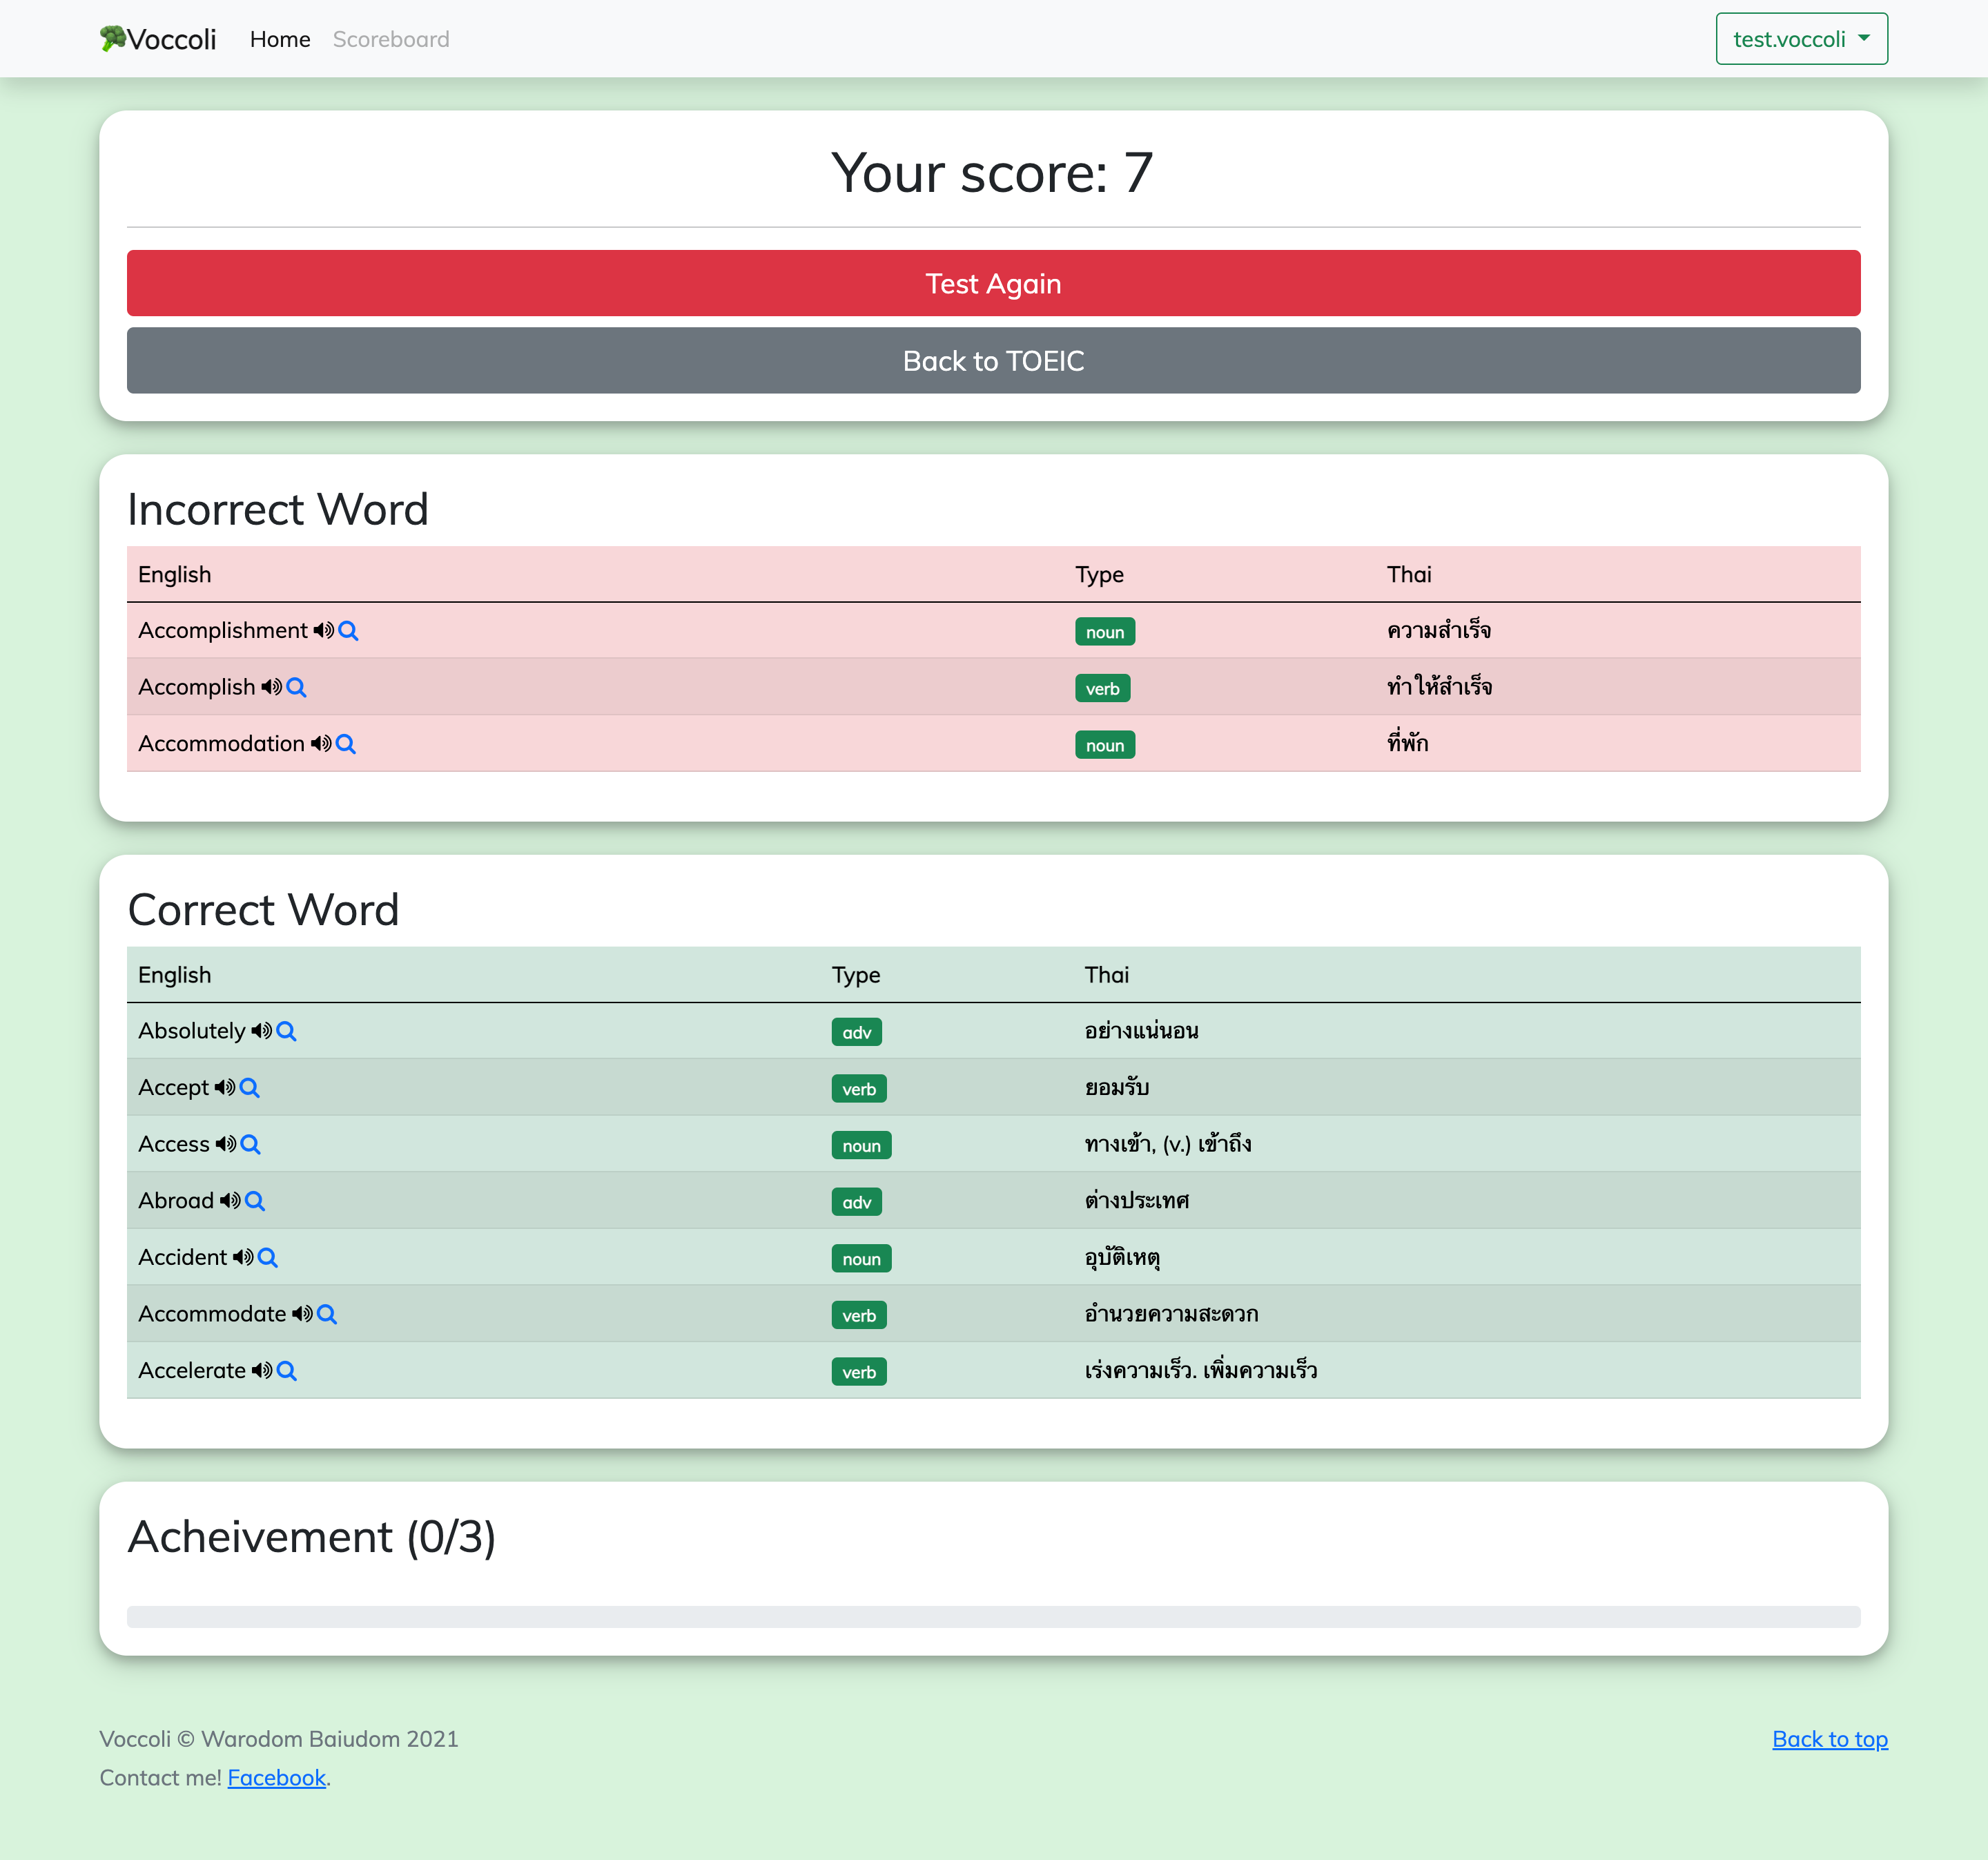 Voccoli Home Scoreboard test.voccoli
Your score: 7
Test Again
Back to TOEIC
Incorrect Word
English Type Thai
Accomplishment noun ความสำเร็จ
Accomplish verb ทำให้สำเร็จ
Accommodation noun ที่พัก
Correct Word
English Type Thai
Absolutely adv อย่างแน่นอน
Accept verb ยอมรับ
Access noun ทางเข้า, (v.) เข้าถึง
Abroad adv ต่างประเทศ
Accident noun อุบัติเหตุ
Accommodate verb อำนวยความสะดวก
Accelerate verb เร่งความเร็ว. เพิ่มความเร็ว
Acheivement (0/3)
Voccoli © Warodom Baiudom 2021 Back to top
Contact me! Facebook.